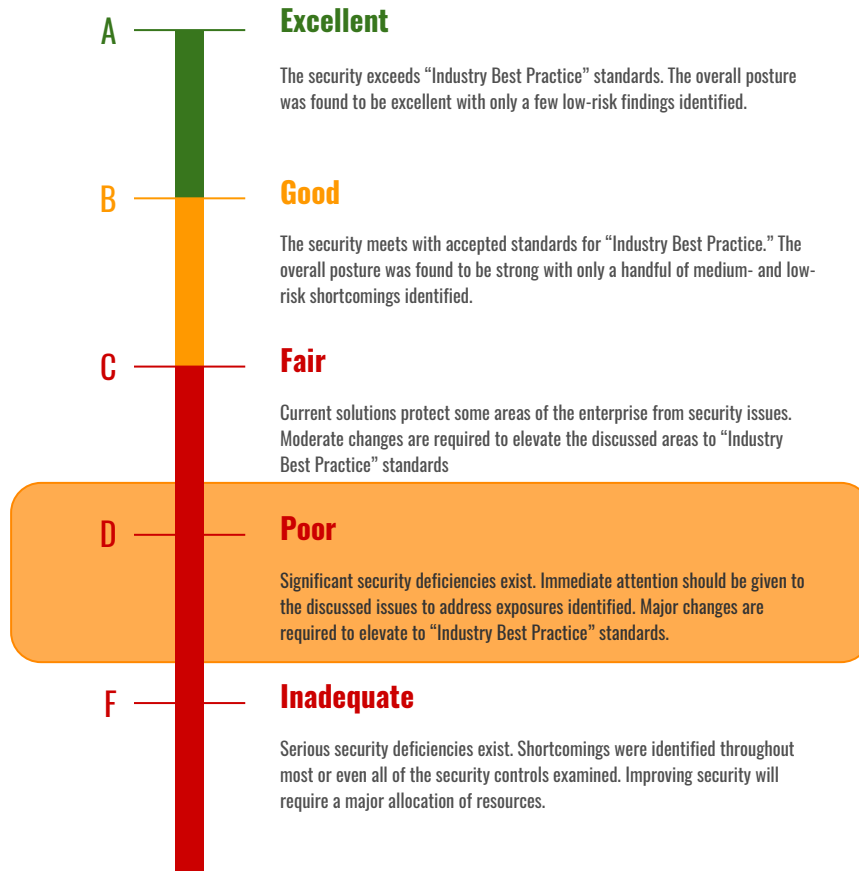 A
Excellent
The security exceeds “Industry Best Practice” standards. The overall posture
was found to be excellent with only a few low-risk findings identified.
B
Good
The security meets with accepted standards for “Industry Best Practice.” The
overall posture was found to be strong with only a handful of medium- and low-
risk shortcomings identified.
C
Fair
Current solutions protect some areas of the enterprise from security issues.
Moderate changes are required to elevate the discussed areas to “Industry
Best Practice” standards
D
Poor
Significant security deficiencies exist. Immediate attention should be given to
the discussed issues to address exposures identified. Major changes are
required to elevate to “Industry Best Practice” standards.
F
Inadequate
Serious security deficiencies exist. Shortcomings were identified throughout
most or even all of the security controls examined. Improving security will
require a major allocation of resources.